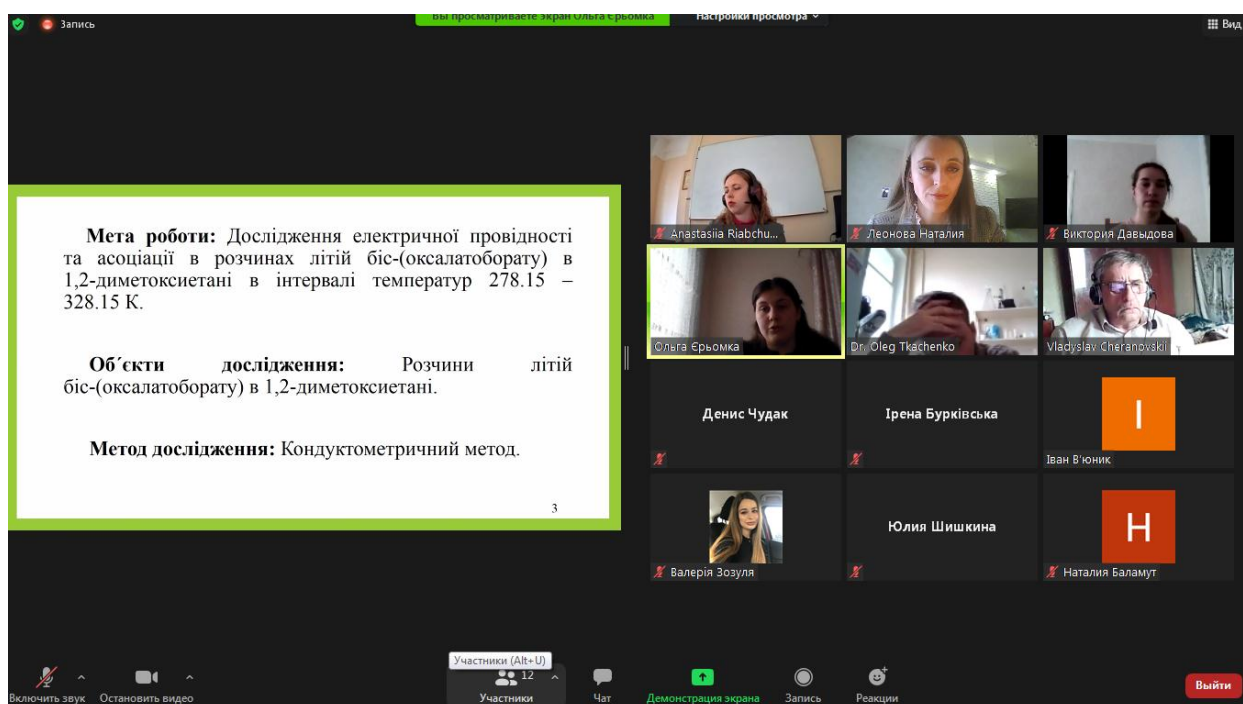 Запись
Вы просматриваете экран Ольга Єрьомка
Настройки просмотра
Вид
Мета роботи: Дослідження електричної провідності
та асоціації в розчинах літій біс-(оксалатоборату) в
1,2-диметоксиетані в інтервалі температур 278.15 –
328.15 К.
Об´єкти дослідження: Розчини літій
біс-(оксалатоборату) в 1,2-диметоксиетані.
Метод дослідження: Кондуктометричний метод.
3
Anastasiia Riabchu...
Леонова Наталия
Виктория Давыдова
Ольга Єрьомка
Dr. Oleg Tkachenko
Vladyslav Cheranovskii
Денис Чудак
Ірена Бурківська
І
Іван В'юник
Валерія Зозуля
Юлия Шишкина
Н
Наталия Баламут
Участники (Alt+U)
12
Включить звук
Остановить видео
Участники
Чат
Демонстрация экрана
Запись
Реакции
Выйти